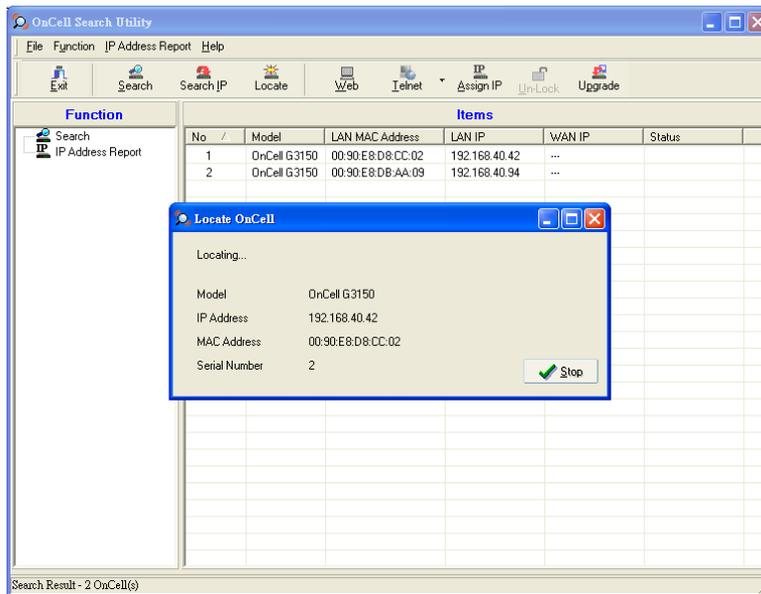 OnCell Search Utility
File Function IP Address Report Help
Exit Search Search IP Locate Web Telnet Assign IP Un-Lock Upgrade
Function Items
Search
IP Address Report
No Model LAN MAC Address LAN IP WAN IP Status
1 OnCell G3150 00:90:E8:D8:CC:02 192.168.40.42 ...
2 OnCell G3150 00:90:E8:DB:AA:09 192.168.40.94 ...
Locate OnCell
Locating...
Model OnCell G3150
IP Address 192.168.40.42
MAC Address 00:90:E8:D8:CC:02
Serial Number 2
Stop
Search Result - 2 OnCell(s)